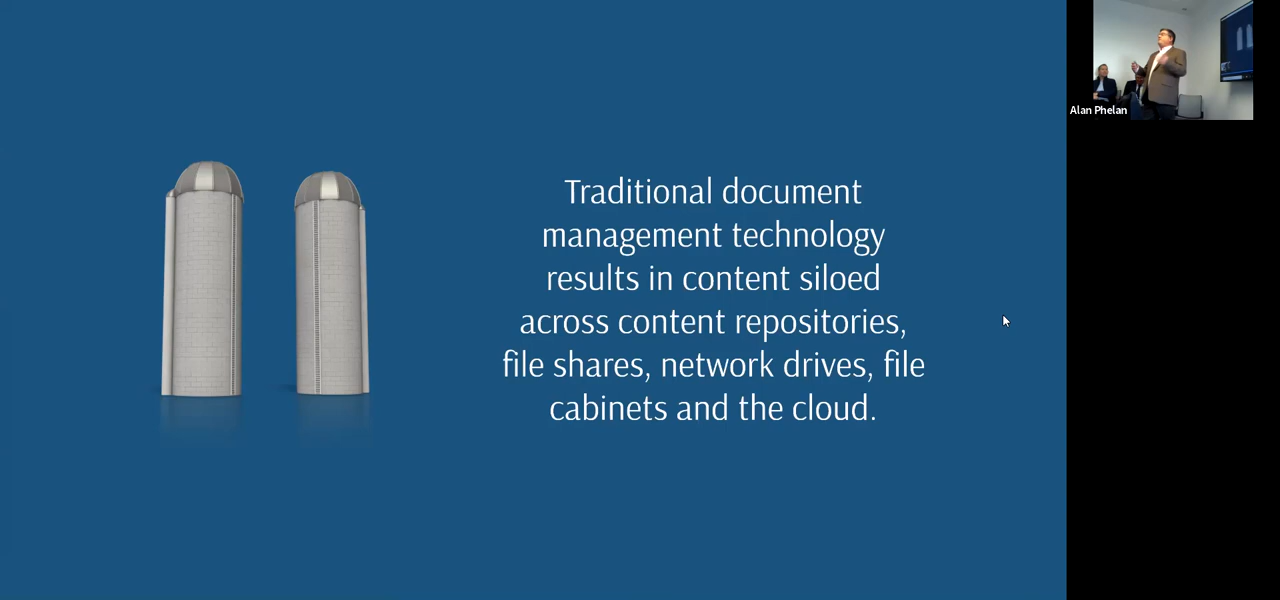 Traditional document
management technology
results in content siloed
across content repositories,
file shares, network drives, file
cabinets and the cloud.
Alan Phelan